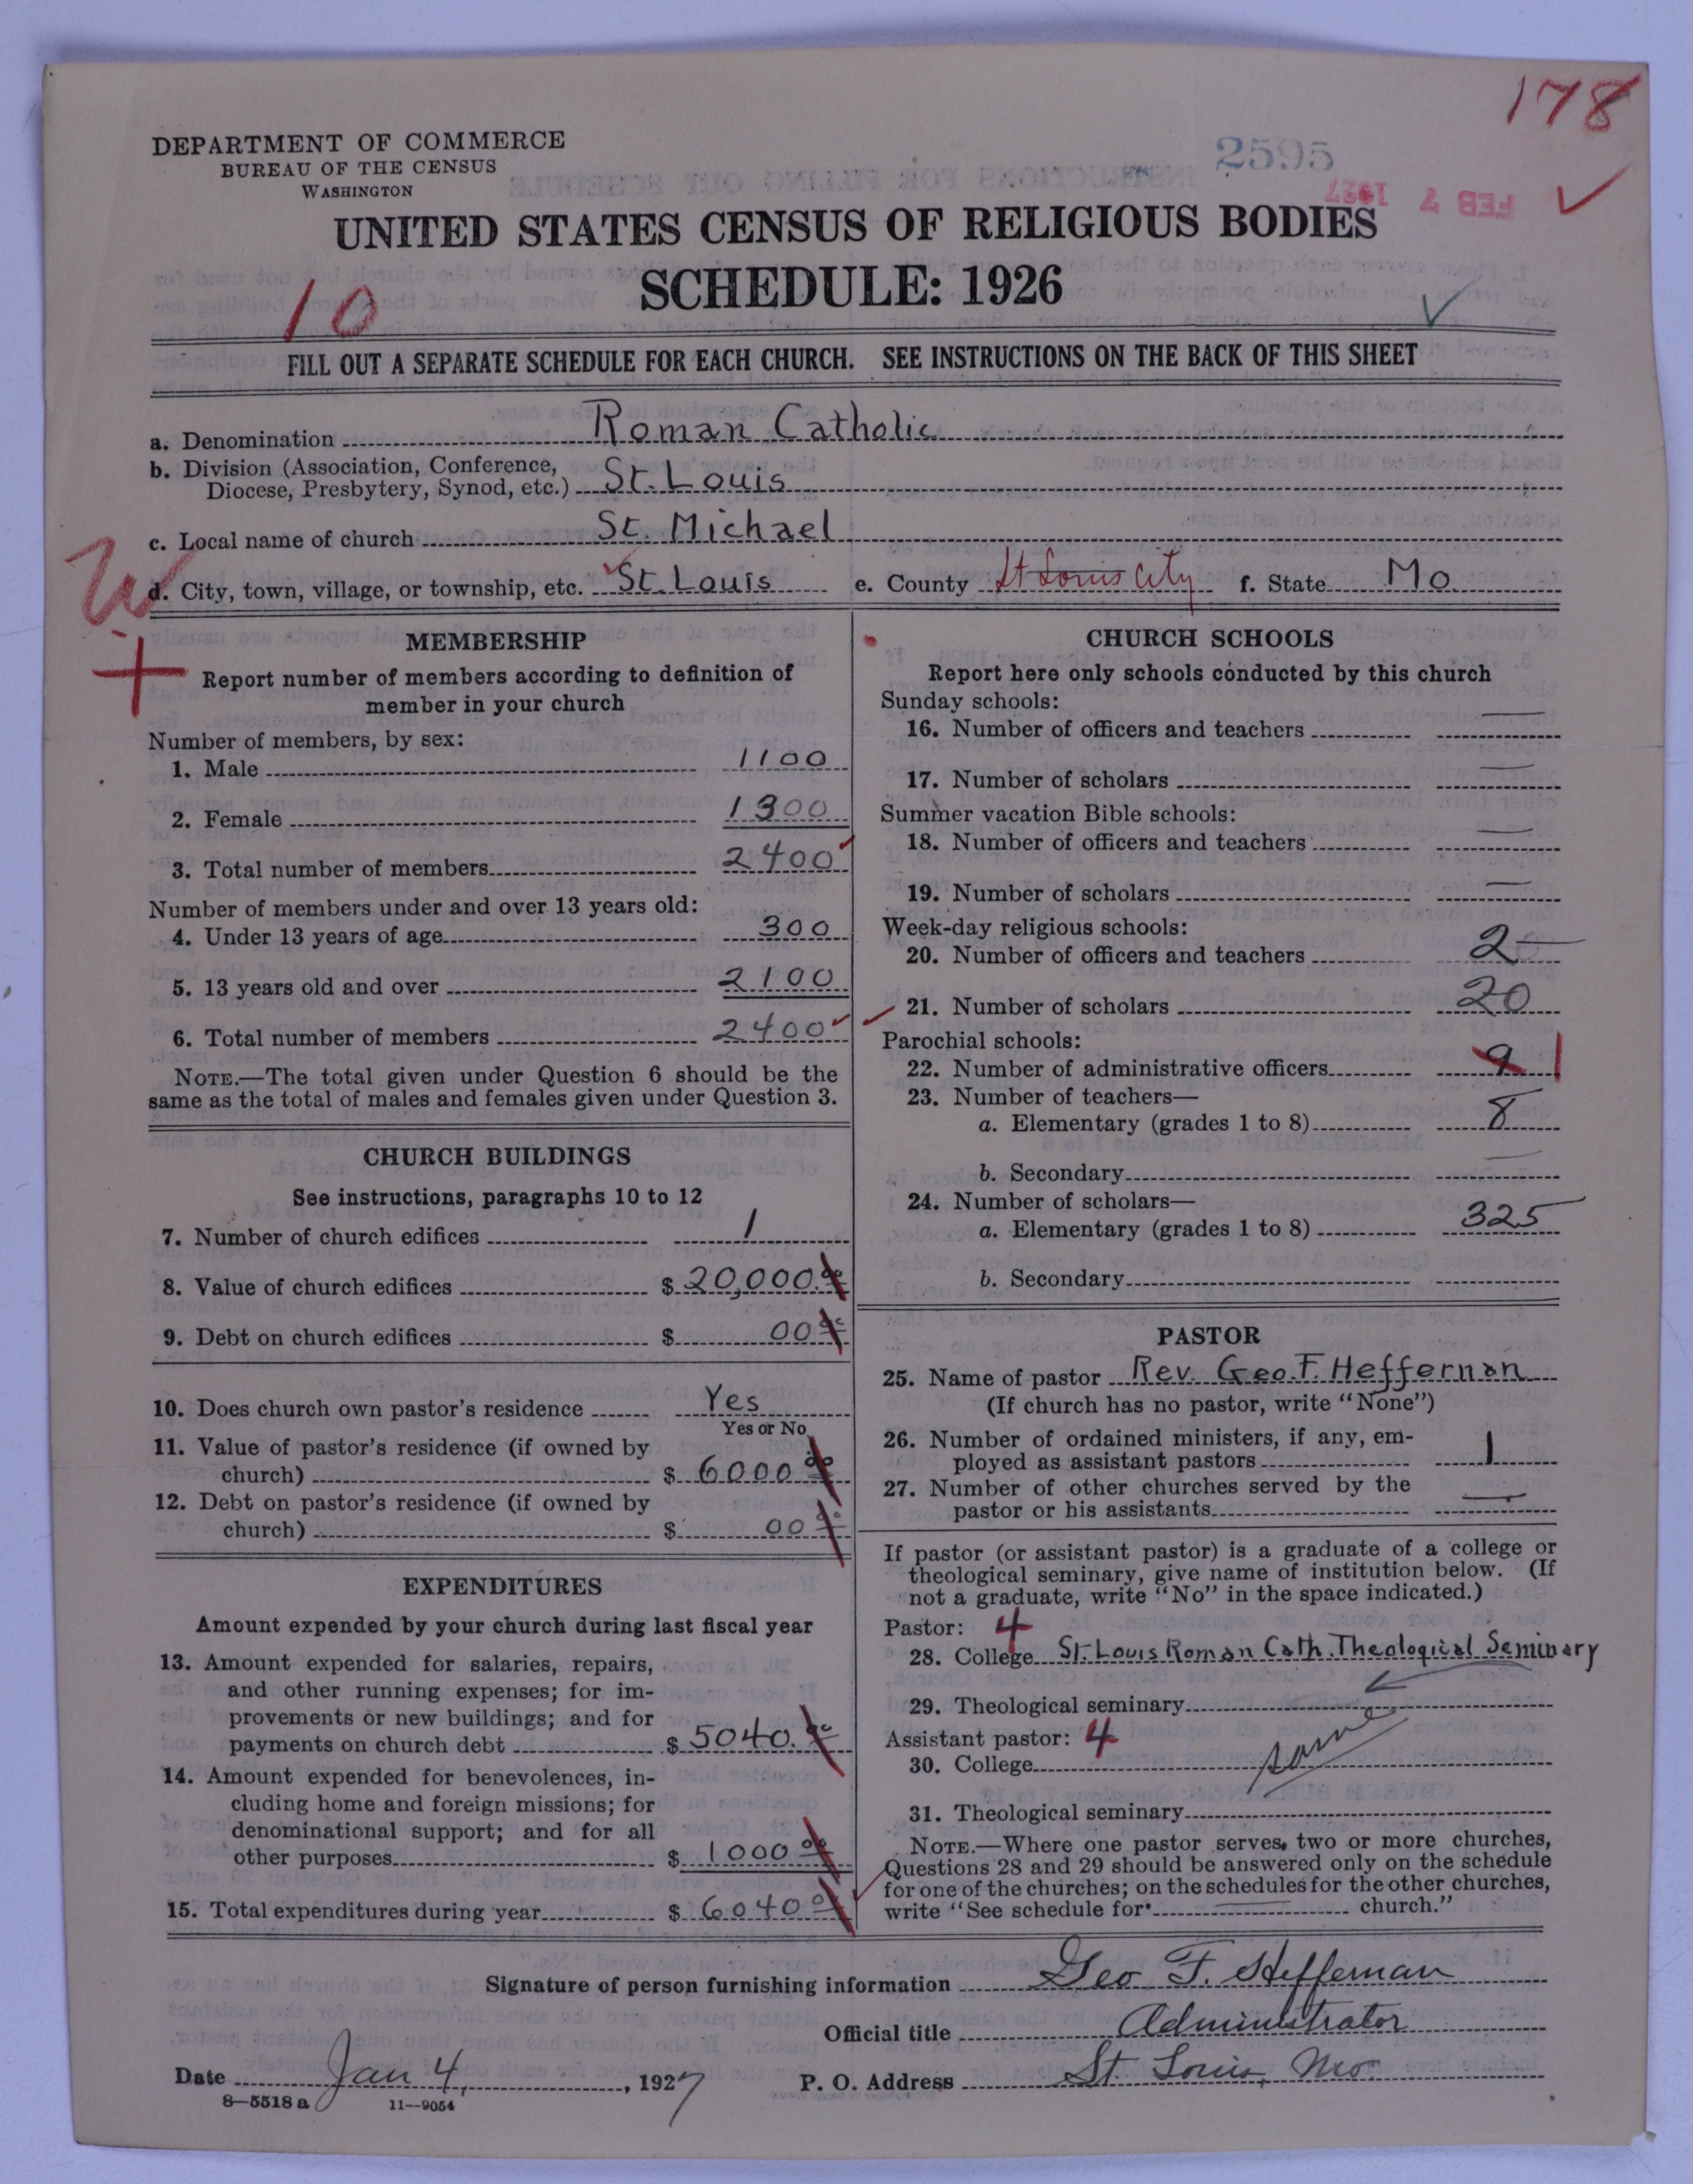 178
DEPARTMENT OF COMMERCE
BUREAU OF THE CENSUS
WASHINGTON
2595
FEB 7 1927
UNITED STATES CENSUS OF RELIGIOUS BODIES
SCHEDULE: 1926
10
FILL OUT A SEPARATE SCHEDULE FOR EACH CHURCH. SEE INSTRUCTIONS ON THE BACK OF THIS SHEET
a. Denomination Roman Catholic
b. Division (Association, Conference,
Diocese, Presbytery, Synod, etc.) St. Louis
c. Local name of church St. Michael
d. City, town, village, or township, etc. St. Louis e. County St Louis City f. State Mo.
MEMBERSHIP
Report number of members according to definition of
member in your church
Number of members, by sex:
1. Male 1100
2. Female 1300
3. Total number of members 2400
Number of members under and over 13 years old:
4. Under 13 years of age 300
5. 13 years old and over 2100
6. Total number of members 2400
NOTE.—The total given under Question 6 should be the
same as the total of males and females given under Question 3.
CHURCH BUILDINGS
See instructions, paragraphs 10 to 12
7. Number of church edifices 1
8. Value of church edifices $ 20,000.00
9. Debt on church edifices $ 00
10. Does church own pastor's residence Yes
Yes or No
11. Value of pastor's residence (if owned by
church) $ 6000 00
12. Debt on pastor's residence (if owned by
church) $ 00
EXPENDITURES
Amount expended by your church during last fiscal year
13. Amount expended for salaries, repairs,
and other running expenses; for im-
provements or new buildings; and for
payments on church debt $ 5040.00
14. Amount expended for benevolences, in-
cluding home and foreign missions; for
denominational support; and for all
other purposes $ 1000 00
15. Total expenditures during year $ 6040 00
CHURCH SCHOOLS
Report here only schools conducted by this church
Sunday schools:
16. Number of officers and teachers —
17. Number of scholars —
Summer vacation Bible schools:
18. Number of officers and teachers —
19. Number of scholars —
Week-day religious schools:
20. Number of officers and teachers 2
21. Number of scholars 20
Parochial schools:
22. Number of administrative officers 9 1
23. Number of teachers—
a. Elementary (grades 1 to 8) 8
b. Secondary —
24. Number of scholars—
a. Elementary (grades 1 to 8) 325
b. Secondary
PASTOR
25. Name of pastor Rev. Geo. F. Heffernan
(If church has no pastor, write "None")
26. Number of ordained ministers, if any, em-
ployed as assistant pastors 1
27. Number of other churches served by the
pastor or his assistants —
If pastor (or assistant pastor) is a graduate of a college or
theological seminary, give name of institution below. (If
not a graduate, write "No" in the space indicated.)
Pastor: 4
28. College St. Louis Roman Cath. Theological Seminary
29. Theological seminary
Assistant pastor: 4
30. College same
31. Theological seminary
NOTE.—Where one pastor serves two or more churches,
Questions 28 and 29 should be answered only on the schedule
for one of the churches; on the schedules for the other churches,
write "See schedule for — church."
Signature of person furnishing information Geo F. Heffernan
Official title Administrator
Date Jan 4, 1927 P. O. Address St. Louis, Mo.
8—5518 a 11—9054